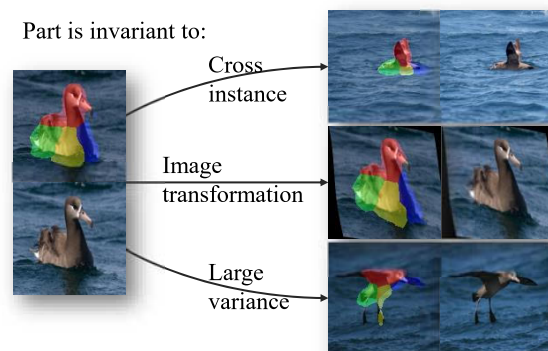 Part is invariant to:
Cross
instance
Image
transformation
Large
variance